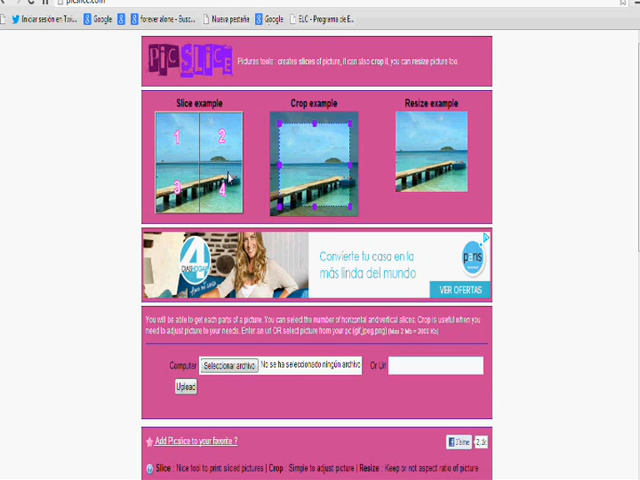 picslice.com
Iniciar sesión en Twi...
Google
forever alone - Busc...
Nueva pestaña
Google
ELC - Programa de E...
PicSLicE
Pictures tools : creates slices of picture, it can also crop it, you can resize picture too.
Slice example
Crop example
Resize example
1 2
3 4
4
DIASHOGAR
Convierte tu casa en la
más linda del mundo
paris
VER OFERTAS
You will be able to get each parts of a picture. You can select the number of horizontal and vertical slices. Crop is useful when you
need to adjust picture to your needs. Enter an url OR select picture from your pc (gif,jpeg,png)
Computer Seleccionar archivo No se ha seleccionado ningún archivo Or Url
Upload
Add Picslice to your favorite ?
J'aime
Slice : Nice tool to print sliced pictures | Crop : Simple to adjust picture | Resize : Keep or not aspect ratio of picture